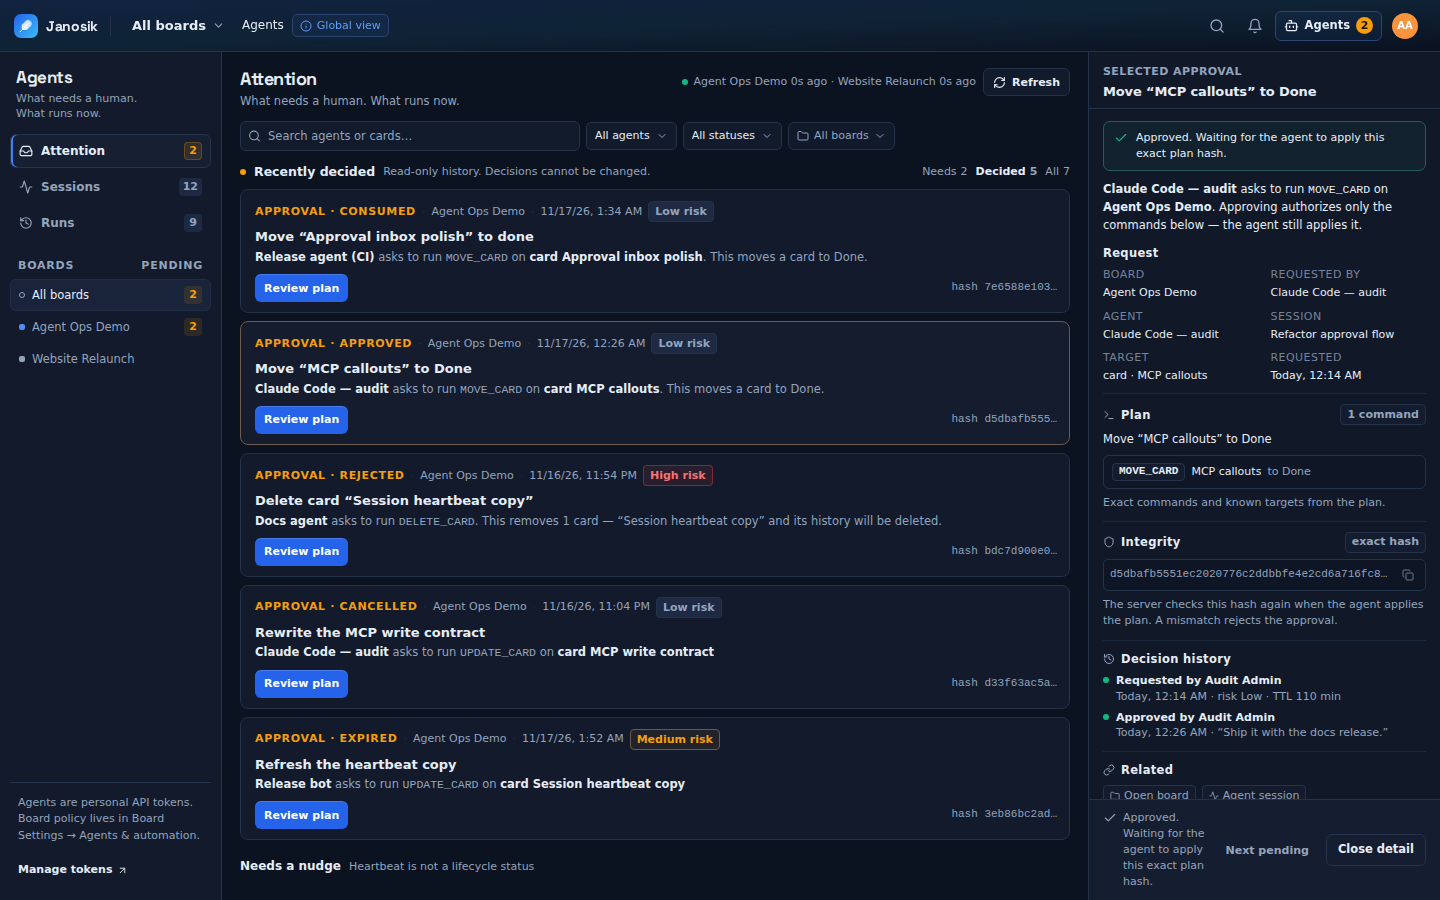 Janosik
All boards
Agents
Global view
Agents 2
AA
Agents
What needs a human.
What runs now.
Attention 2
Sessions 12
Runs 9
BOARDS PENDING
All boards 2
Agent Ops Demo 2
Website Relaunch
Agents are personal API tokens.
Board policy lives in Board
Settings → Agents & automation.
Manage tokens
Attention
What needs a human. What runs now.
Agent Ops Demo 0s ago · Website Relaunch 0s ago
Refresh
Search agents or cards...
All agents
All statuses
All boards
Recently decided Read-only history. Decisions cannot be changed.
Needs 2 Decided 5 All 7
APPROVAL · CONSUMED Agent Ops Demo 11/17/26, 1:34 AM Low risk
Move “Approval inbox polish” to done
Release agent (CI) asks to run MOVE_CARD on card Approval inbox polish. This moves a card to Done.
Review plan hash 7e6588e103…
APPROVAL · APPROVED Agent Ops Demo 11/17/26, 12:26 AM Low risk
Move “MCP callouts” to Done
Claude Code — audit asks to run MOVE_CARD on card MCP callouts. This moves a card to Done.
Review plan hash d5dbafb555…
APPROVAL · REJECTED Agent Ops Demo 11/16/26, 11:54 PM High risk
Delete card “Session heartbeat copy”
Docs agent asks to run DELETE_CARD. This removes 1 card — “Session heartbeat copy” and its history will be deleted.
Review plan hash bdc7d900e0…
APPROVAL · CANCELLED Agent Ops Demo 11/16/26, 11:04 PM Low risk
Rewrite the MCP write contract
Claude Code — audit asks to run UPDATE_CARD on card MCP write contract
Review plan hash d33f63ac5a…
APPROVAL · EXPIRED Agent Ops Demo 11/17/26, 1:52 AM Medium risk
Refresh the heartbeat copy
Release bot asks to run UPDATE_CARD on card Session heartbeat copy
Review plan hash 3eb86bc2ad…
Needs a nudge Heartbeat is not a lifecycle status
SELECTED APPROVAL
Move “MCP callouts” to Done
Approved. Waiting for the agent to apply this
exact plan hash.
Claude Code — audit asks to run MOVE_CARD on
Agent Ops Demo. Approving authorizes only the
commands below — the agent still applies it.
Request
BOARD REQUESTED BY
Agent Ops Demo Claude Code — audit
AGENT SESSION
Claude Code — audit Refactor approval flow
TARGET REQUESTED
card · MCP callouts Today, 12:14 AM
Plan 1 command
Move “MCP callouts” to Done
MOVE_CARD MCP callouts to Done
Exact commands and known targets from the plan.
Integrity exact hash
d5dbafb5551ec2020776c2ddbbfe4e2cd6a716fc8…
The server checks this hash again when the agent applies
the plan. A mismatch rejects the approval.
Decision history
Requested by Audit Admin
Today, 12:14 AM · risk Low · TTL 110 min
Approved by Audit Admin
Today, 12:26 AM · “Ship it with the docs release.”
Related
Open board Agent session
Approved.
Waiting for the
agent to apply
this exact plan
hash.
Next pending
Close detail